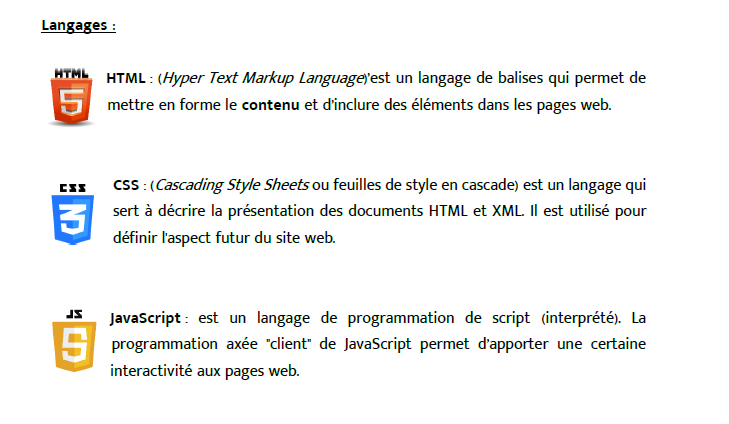 Langages :
HTML
5
HTML : (Hyper Text Markup Language)'est un langage de balises qui permet de
mettre en forme le contenu et d'inclure des éléments dans les pages web.
CSS
3
CSS : (Cascading Style Sheets ou feuilles de style en cascade) est un langage qui
sert à décrire la présentation des documents HTML et XML. Il est utilisé pour
définir l'aspect futur du site web.
JS
5
JavaScript : est un langage de programmation de script (interprété). La
programmation axée "client" de JavaScript permet d'apporter une certaine
interactivité aux pages web.